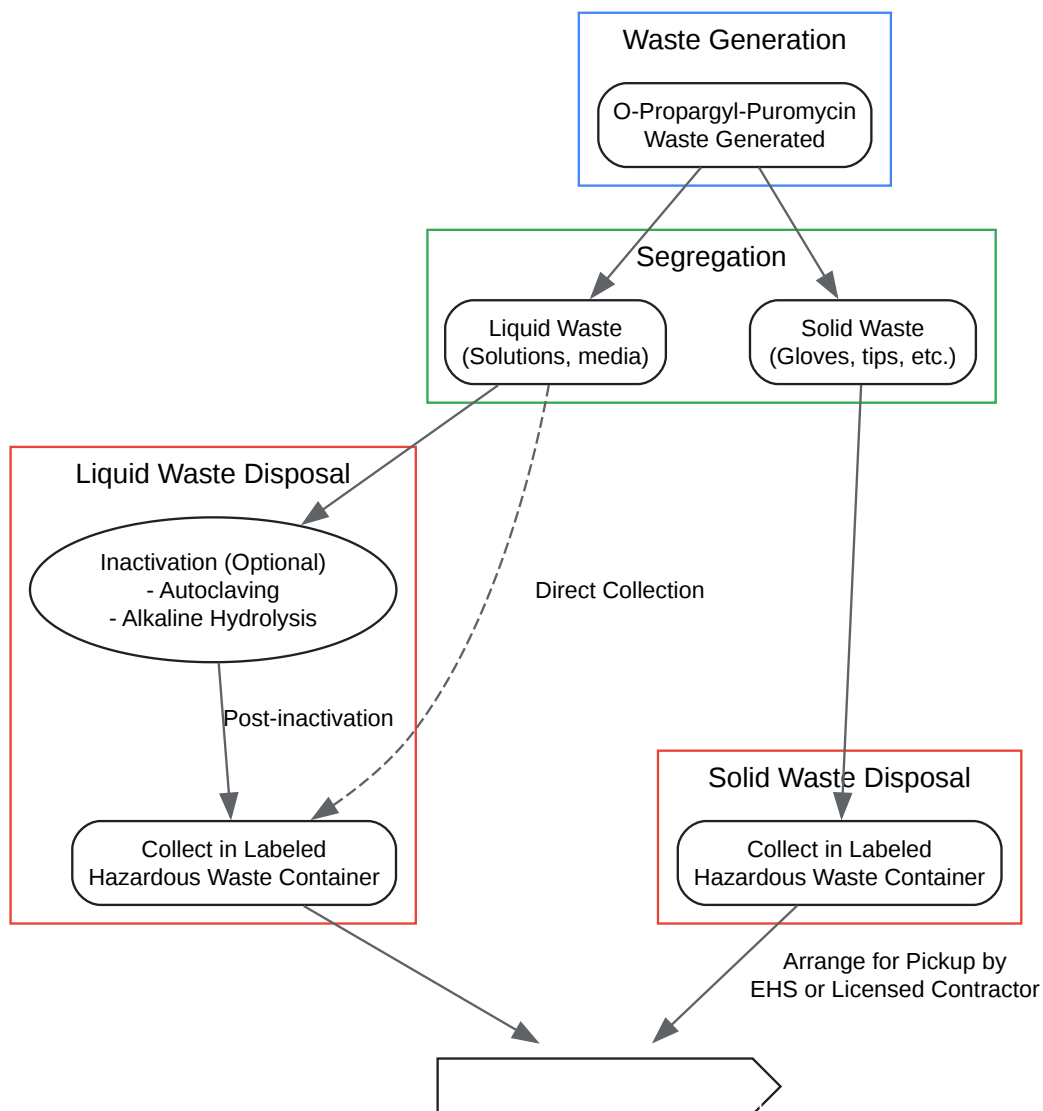 Waste Generation
O-Propargyl-Puromycin
Waste Generated
Segregation
Liquid Waste
(Solutions, media)
Solid Waste
(Gloves, tips, etc.)
Liquid Waste Disposal
Inactivation (Optional)
- Autoclaving
- Alkaline Hydrolysis
Direct Collection
Post-inactivation
Solid Waste Disposal
Collect in Labeled
Hazardous Waste Container
Collect in Labeled
Hazardous Waste Container
Arrange for Pickup by
EHS or Licensed Contractor